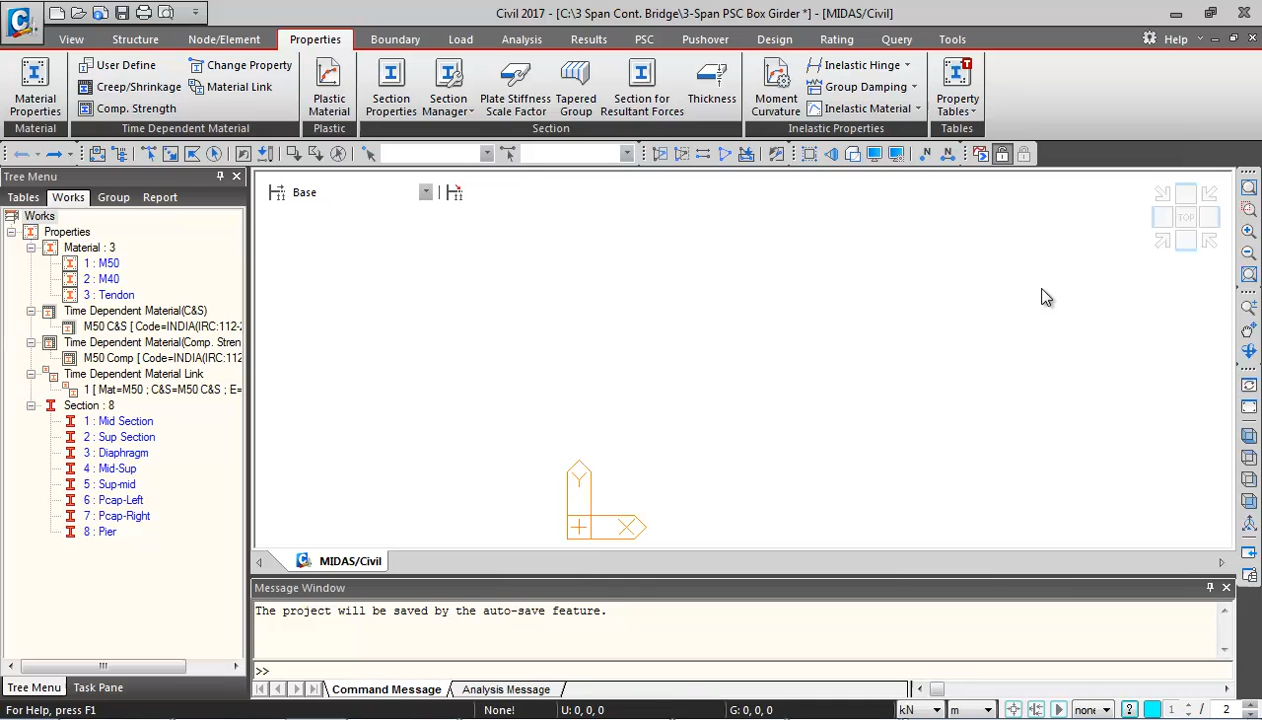 Civil 2017 - [C:\3 Span Cont. Bridge\3-Span PSC Box Girder *] - [MIDAS/Civil]
View Structure Node/Element Properties Boundary Load Analysis Results PSC Pushover Design Rating Query Tools Help
Material Properties
Material
User Define
Creep/Shrinkage
Comp. Strength
Change Property
Material Link
Time Dependent Material
Plastic Material
Plastic
Section Properties
Section Manager
Plate Stiffness Scale Factor
Tapered Group
Section for Resultant Forces
Thickness
Section
Moment Curvature
Inelastic Hinge
Group Damping
Inelastic Material
Inelastic Properties
Property Tables
Tables
Tree Menu
Tables Works Group Report
Works
Properties
Material : 3
1 : M50
2 : M40
3 : Tendon
Time Dependent Material(C&S)
M50 C&S [ Code=INDIA(IRC:112-2
Time Dependent Material(Comp. Stren
M50 Comp [ Code=INDIA(IRC:112
Time Dependent Material Link
1 [ Mat=M50 ; C&S=M50 C&S ; E=
Section : 8
1 : Mid Section
2 : Sup Section
3 : Diaphragm
4 : Mid-Sup
5 : Sup-mid
6 : Pcap-Left
7 : Pcap-Right
8 : Pier
Base
TOP
Y
X
MIDAS/Civil
Message Window
The project will be saved by the auto-save feature.
>>
Tree Menu Task Pane
Command Message Analysis Message
For Help, press F1 None! U: 0, 0, 0 G: 0, 0, 0 kN m none ? 1 / 2